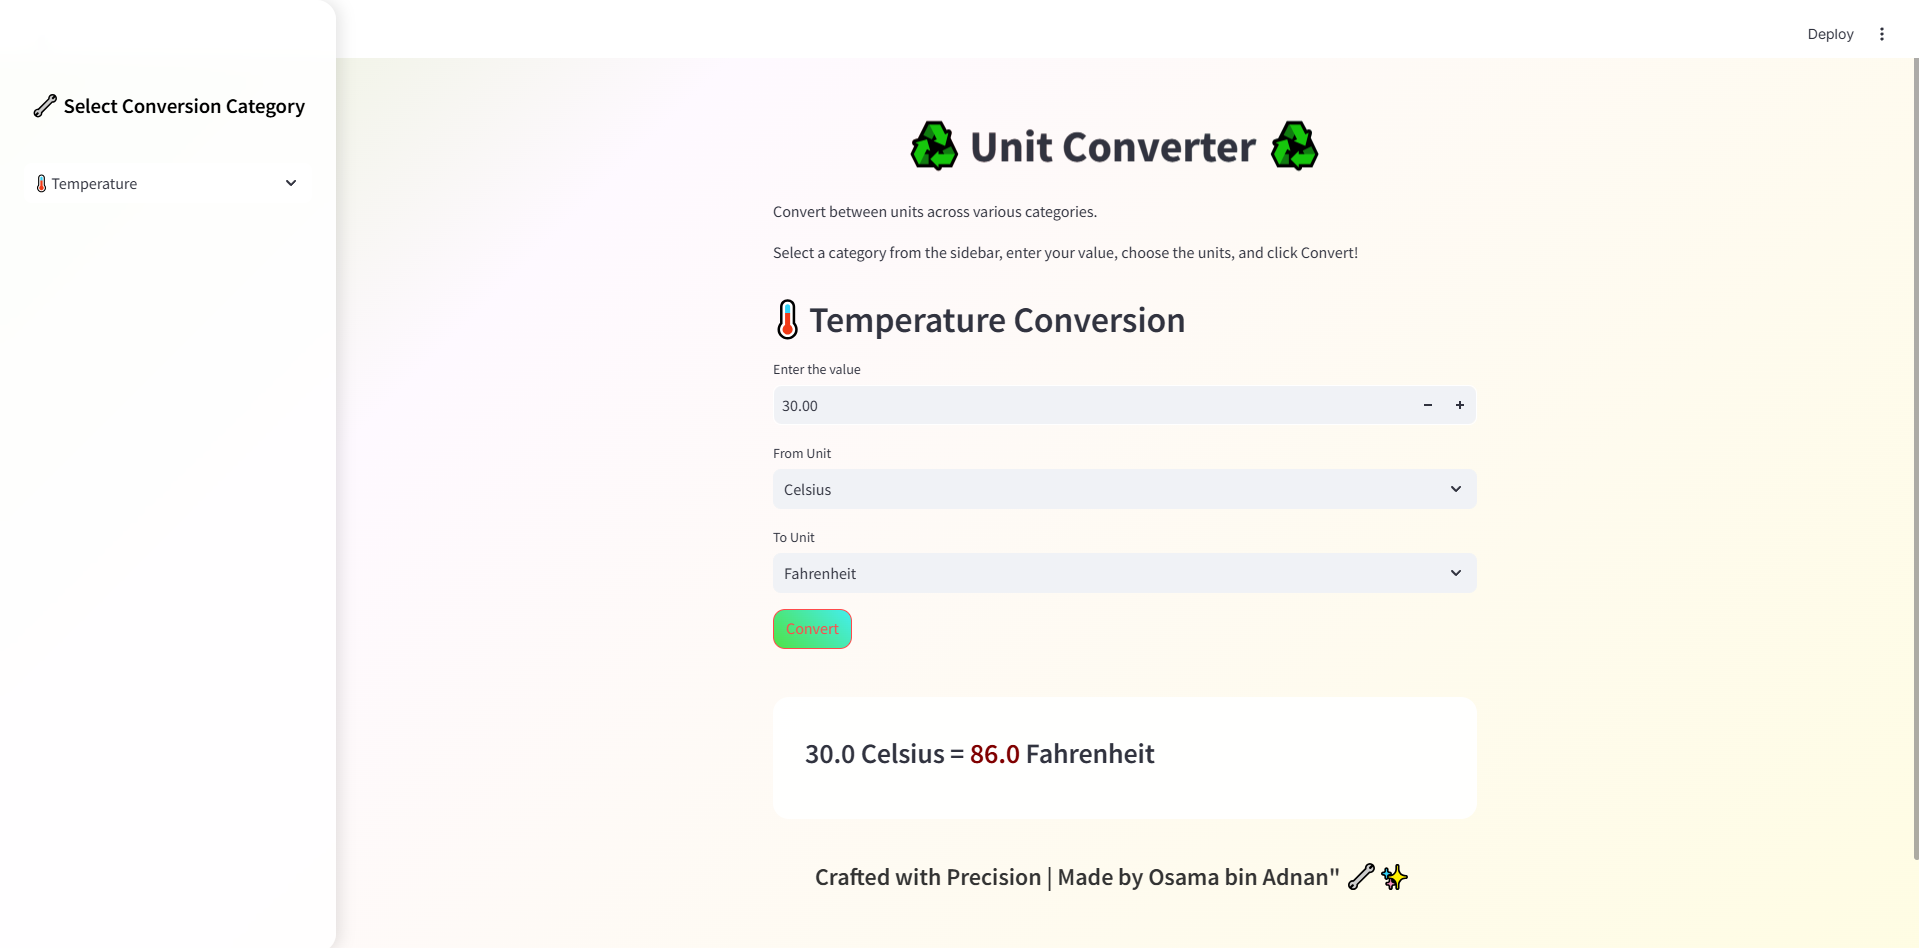 Deploy
Select Conversion Category
Temperature
Unit Converter
Convert between units across various categories.
Select a category from the sidebar, enter your value, choose the units, and click Convert!
Temperature Conversion
Enter the value
30.00
From Unit
Celsius
To Unit
Fahrenheit
Convert
30.0 Celsius = 86.0 Fahrenheit
Crafted with Precision | Made by Osama bin Adnan"